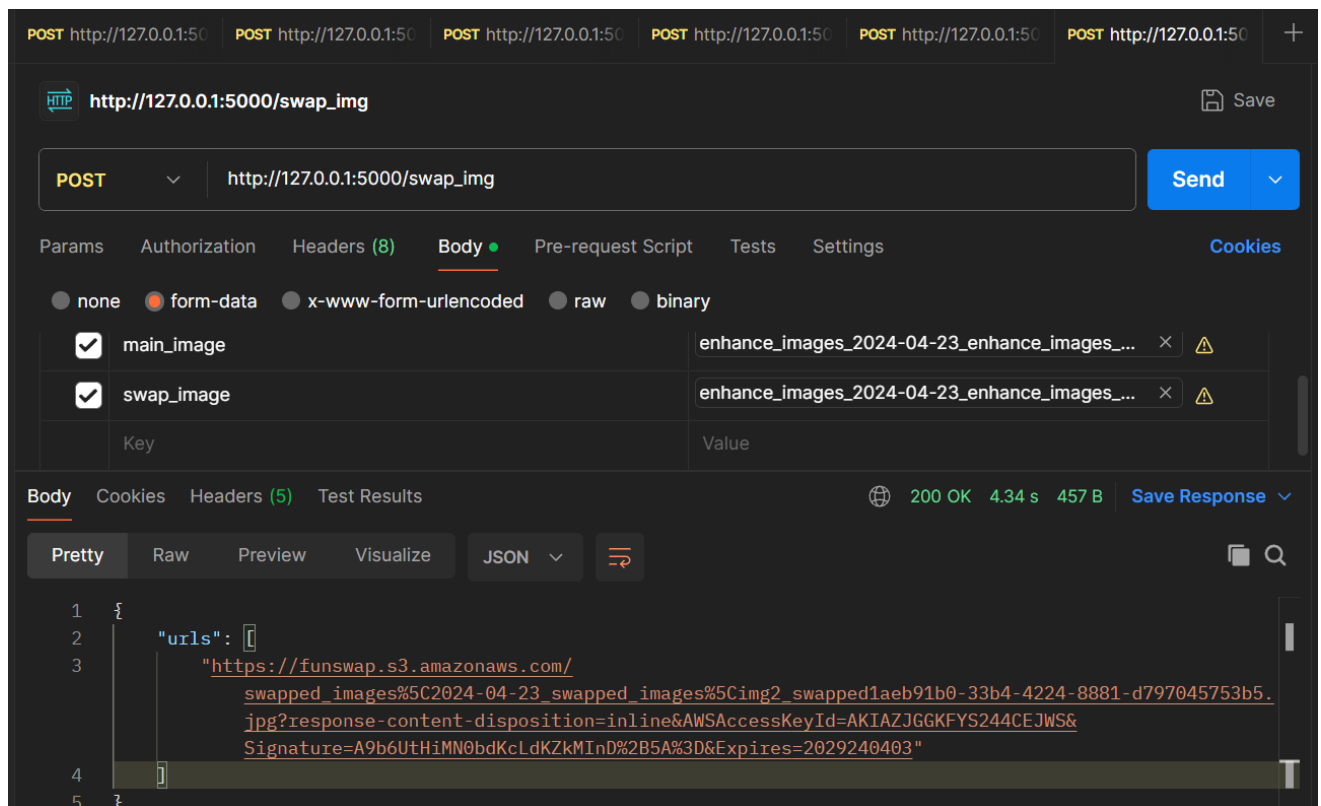 POST http://127.0.0.1:50 POST http://127.0.0.1:50 POST http://127.0.0.1:50 POST http://127.0.0.1:50 POST http://127.0.0.1:50 POST http://127.0.0.1:50 +
HTTP http://127.0.0.1:5000/swap_img Save
POST http://127.0.0.1:5000/swap_img Send
Params Authorization Headers (8) Body Pre-request Script Tests Settings Cookies
none form-data x-www-form-urlencoded raw binary
main_image enhance_images_2024-04-23_enhance_images_...
swap_image enhance_images_2024-04-23_enhance_images_...
Key Value
Body Cookies Headers (5) Test Results 200 OK 4.34 s 457 B Save Response
Pretty Raw Preview Visualize JSON
1 {
2 "urls": [
3 "https://funswap.s3.amazonaws.com/
swapped_images%5C2024-04-23_swapped_images%5Cimg2_swapped1aeb91b0-33b4-4224-8881-d797045753b5.
jpg?response-content-disposition=inline&AWSAccessKeyId=AKIAZJGGKFYS244CEJWS&
Signature=A9b6UtHiMN0bdKcLdKZkMInD%2B5A%3D&Expires=2029240403"
4 ]
5 }